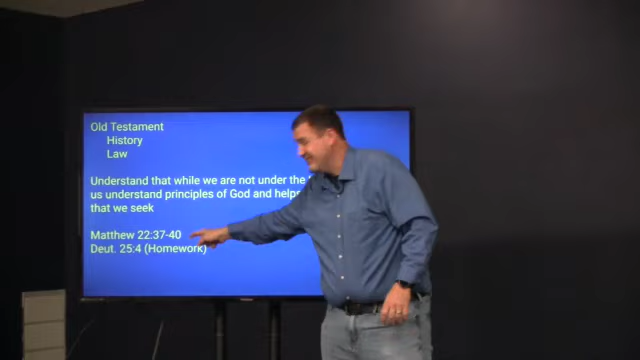 Old Testament
History
Law
Understand that while we are not under the
us understand principles of God and helps
that we seek
Matthew 22:37-40
Deut. 25:4 (Homework)